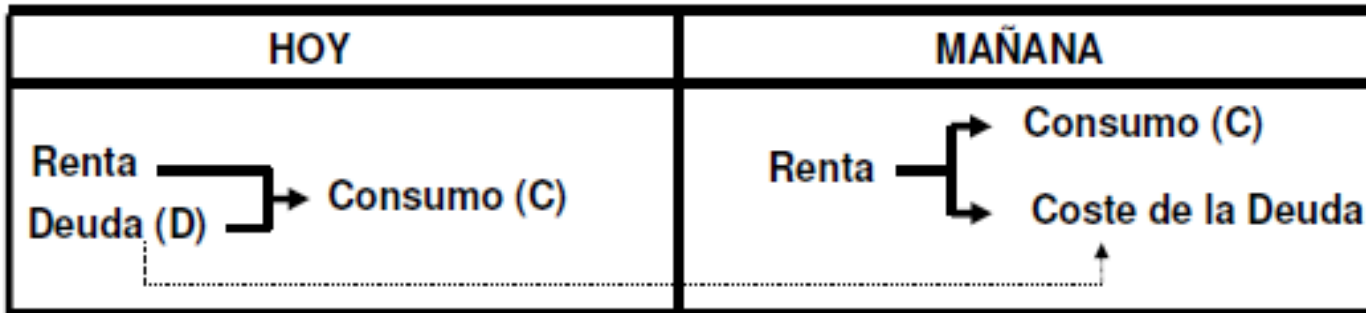 HOY
MAÑANA
Renta
Deuda (D)
Consumo (C)
Renta
Consumo (C)
Coste de la Deuda